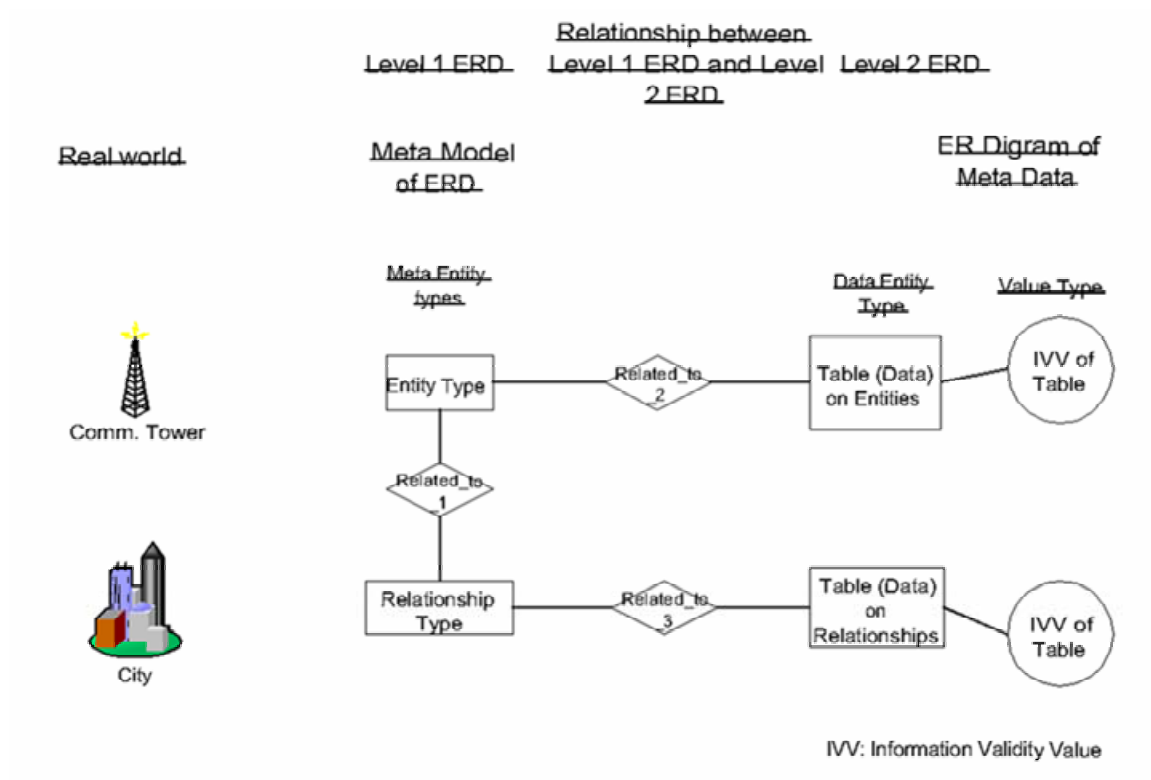 Relationship between
Level 1 ERD
Level 1 ERD and Level
2 ERD
Level 2 ERD
Real world
Meta Model
of ERD
ER Digram of
Meta Data
Meta Entity
types
Data Entity
Type
Value Type
Comm. Tower
Entity Type
Related_to
_2
Table (Data)
on Entities
IVV of
Table
Related_to
_1
City
Relationship
Type
Related_to
_3
Table (Data)
on
Relationships
IVV of
Table
IVV: Information Validity Value